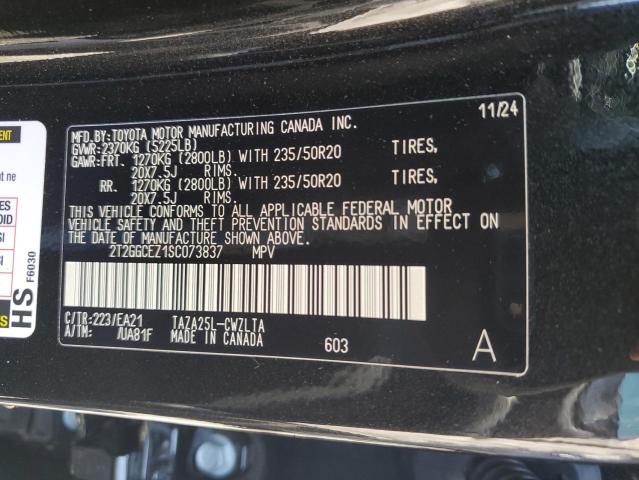 MFD.BY:TOYOTA MOTOR MANUFACTURING CANADA INC. 11/24
GVWR:2370KG (5225LB)
GAWR:FRT. 1270KG (2800LB) WITH 235/50R20 TIRES,
20X7.5J RIMS.
RR. 1270KG (2800LB) WITH 235/50R20 TIRES,
20X7.5J RIMS.
THIS VEHICLE CONFORMS TO ALL APPLICABLE FEDERAL MOTOR
VEHICLE SAFETY AND THEFT PREVENTION STANDARDS IN EFFECT ON
THE DATE OF MANUFACTURE SHOWN ABOVE.
2T2GGCEZ1SC073837 MPV
C/TR:223/EA21 TAZA25L-CWZLTA
A/TM: /UA81F MADE IN CANADA 603 A
HS F6030